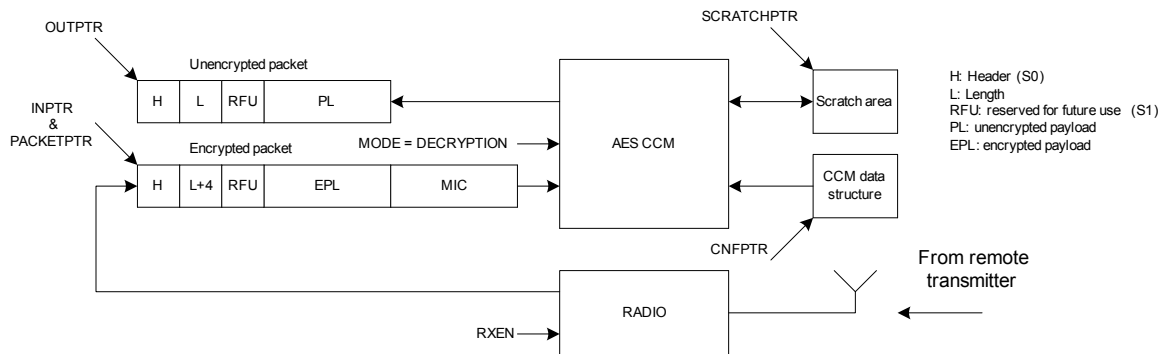 SCRATCHPTR
OUTPTR
Unencrypted packet
H L RFU PL
Scratch area
H: Header (S0)
L: Length
RFU: reserved for future use (S1)
PL: unencrypted payload
EPL: encrypted payload
INPTR
&
PACKETPTR
MODE = DECRYPTION
AES CCM
Encrypted packet
H L+4 RFU EPL MIC
CCM data
structure
CNFPTR
From remote
transmitter
RADIO
RXEN